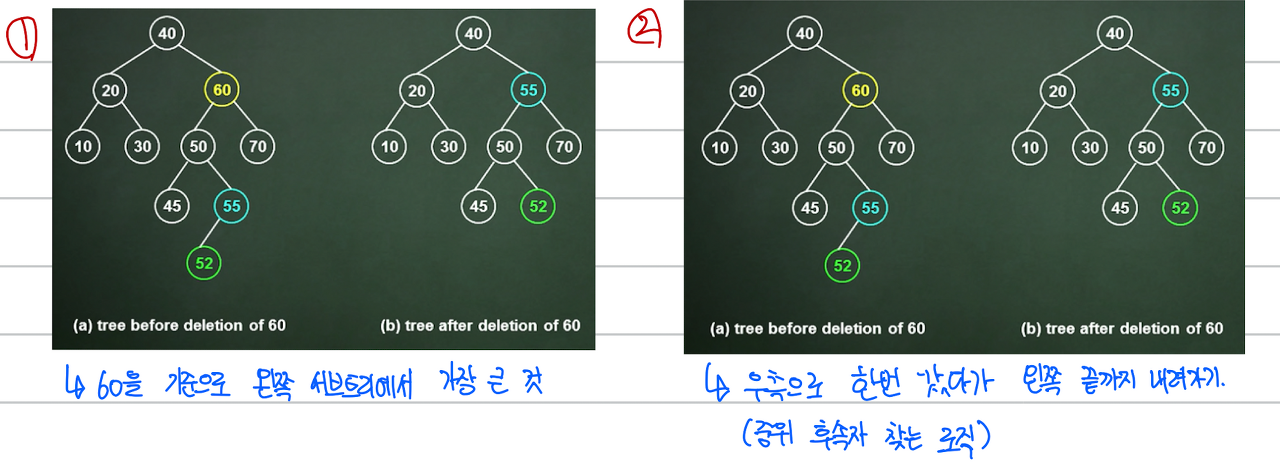 ①
40
20 60
10 30 50 70
45 55
52
(a) tree before deletion of 60
40
20 55
10 30 50 70
45 52
(b) tree after deletion of 60
↳ 60을 기준으로 왼쪽 서브트리에서 가장 큰 것
②
40
20 60
10 30 50 70
45 55
52
(a) tree before deletion of 60
40
20 55
10 30 50 70
45 52
(b) tree after deletion of 60
↳ 우측으로 한번 갔다가 왼쪽 끝까지 내려가기.
(중위 후속자 찾는 로직)